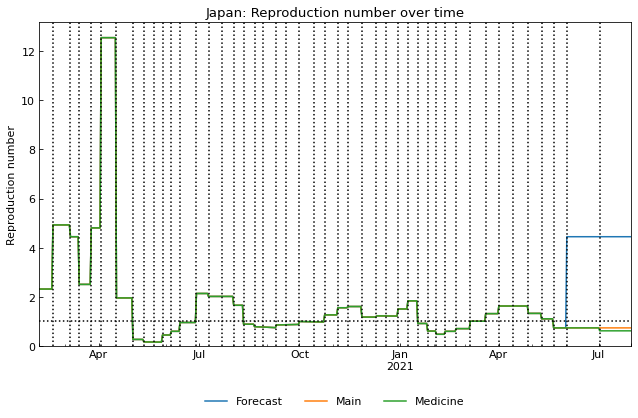 Japan: Reproduction number over time
Reproduction number
12
10
8
6
4
2
0
Apr
Jul
Oct
Jan
2021
Apr
Jul
Forecast
Main
Medicine